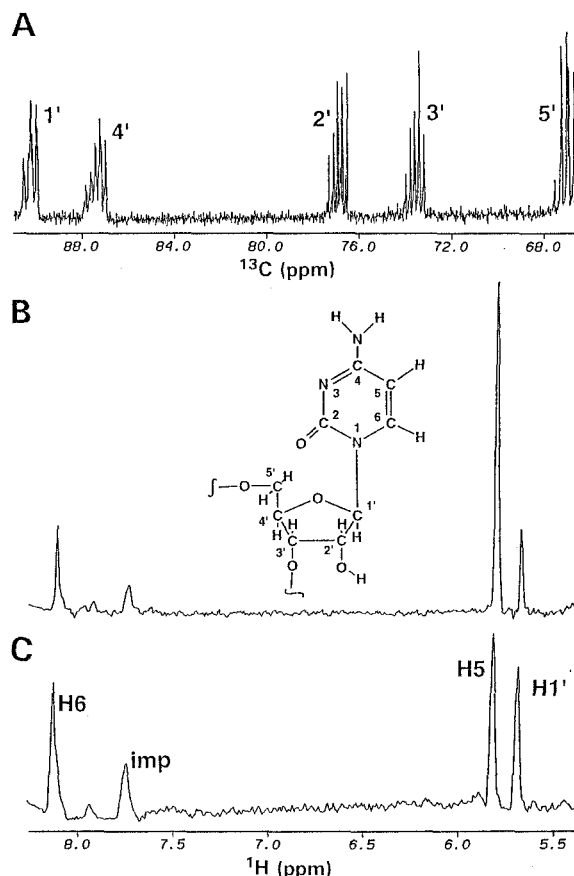 A
1' 4' 2' 3' 5'
88.0 84.0 80.0 76.0 72.0 68.0
13C (ppm)
B
H H
N
C
4
N 3 C H
5
2 6
C 1 C H
O N
5' H
O C
H O
C C 1'
4' H H H H
C C
3' 2'
O O H
C
H6
imp
H5
H1'
8.0 7.5 7.0 6.5 6.0 5.5
1H (ppm)